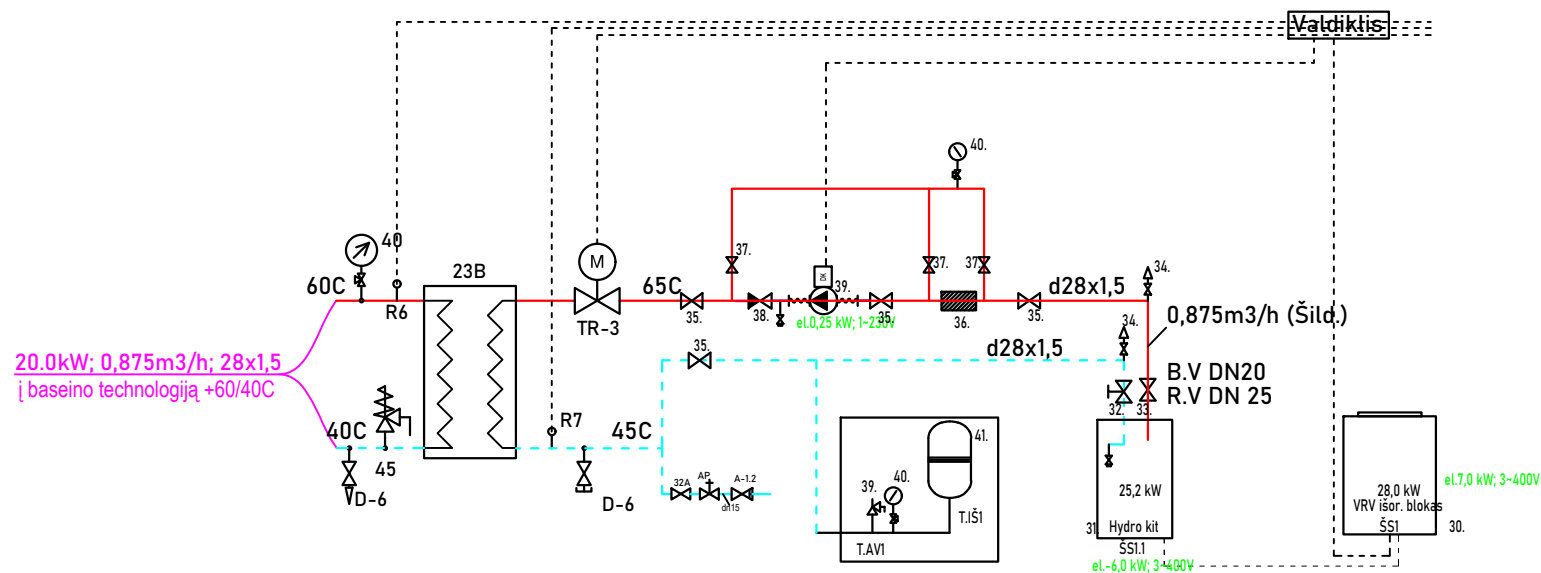 Valdiklis
40.
40
23B
M
60C
R6
TR-3
65C
35.
37.
38.
DK
39.
el.0,25 kW; 1~230V
35.
37.
36.
37.
35.
d28x1,5
34.
0,875m3/h (Šild.)
20.0kW; 0,875m3/h; 28x1,5
į baseino technologiją +60/40C
35.
d28x1,5
34.
B.V DN20
R.V DN 25
32.
33.
40C
45
D-6
R7
45C
D-6
32A
AP
A-1.2
dn15
39.
40.
41.
T.IŠ1
T.AV1
25,2 kW
31.
Hydro kit
ŠS1.1
el.-6,0 kW; 3~400V
28,0 kW
VRV išor. blokas
ŠS1
30.
el.7,0 kW; 3~400V